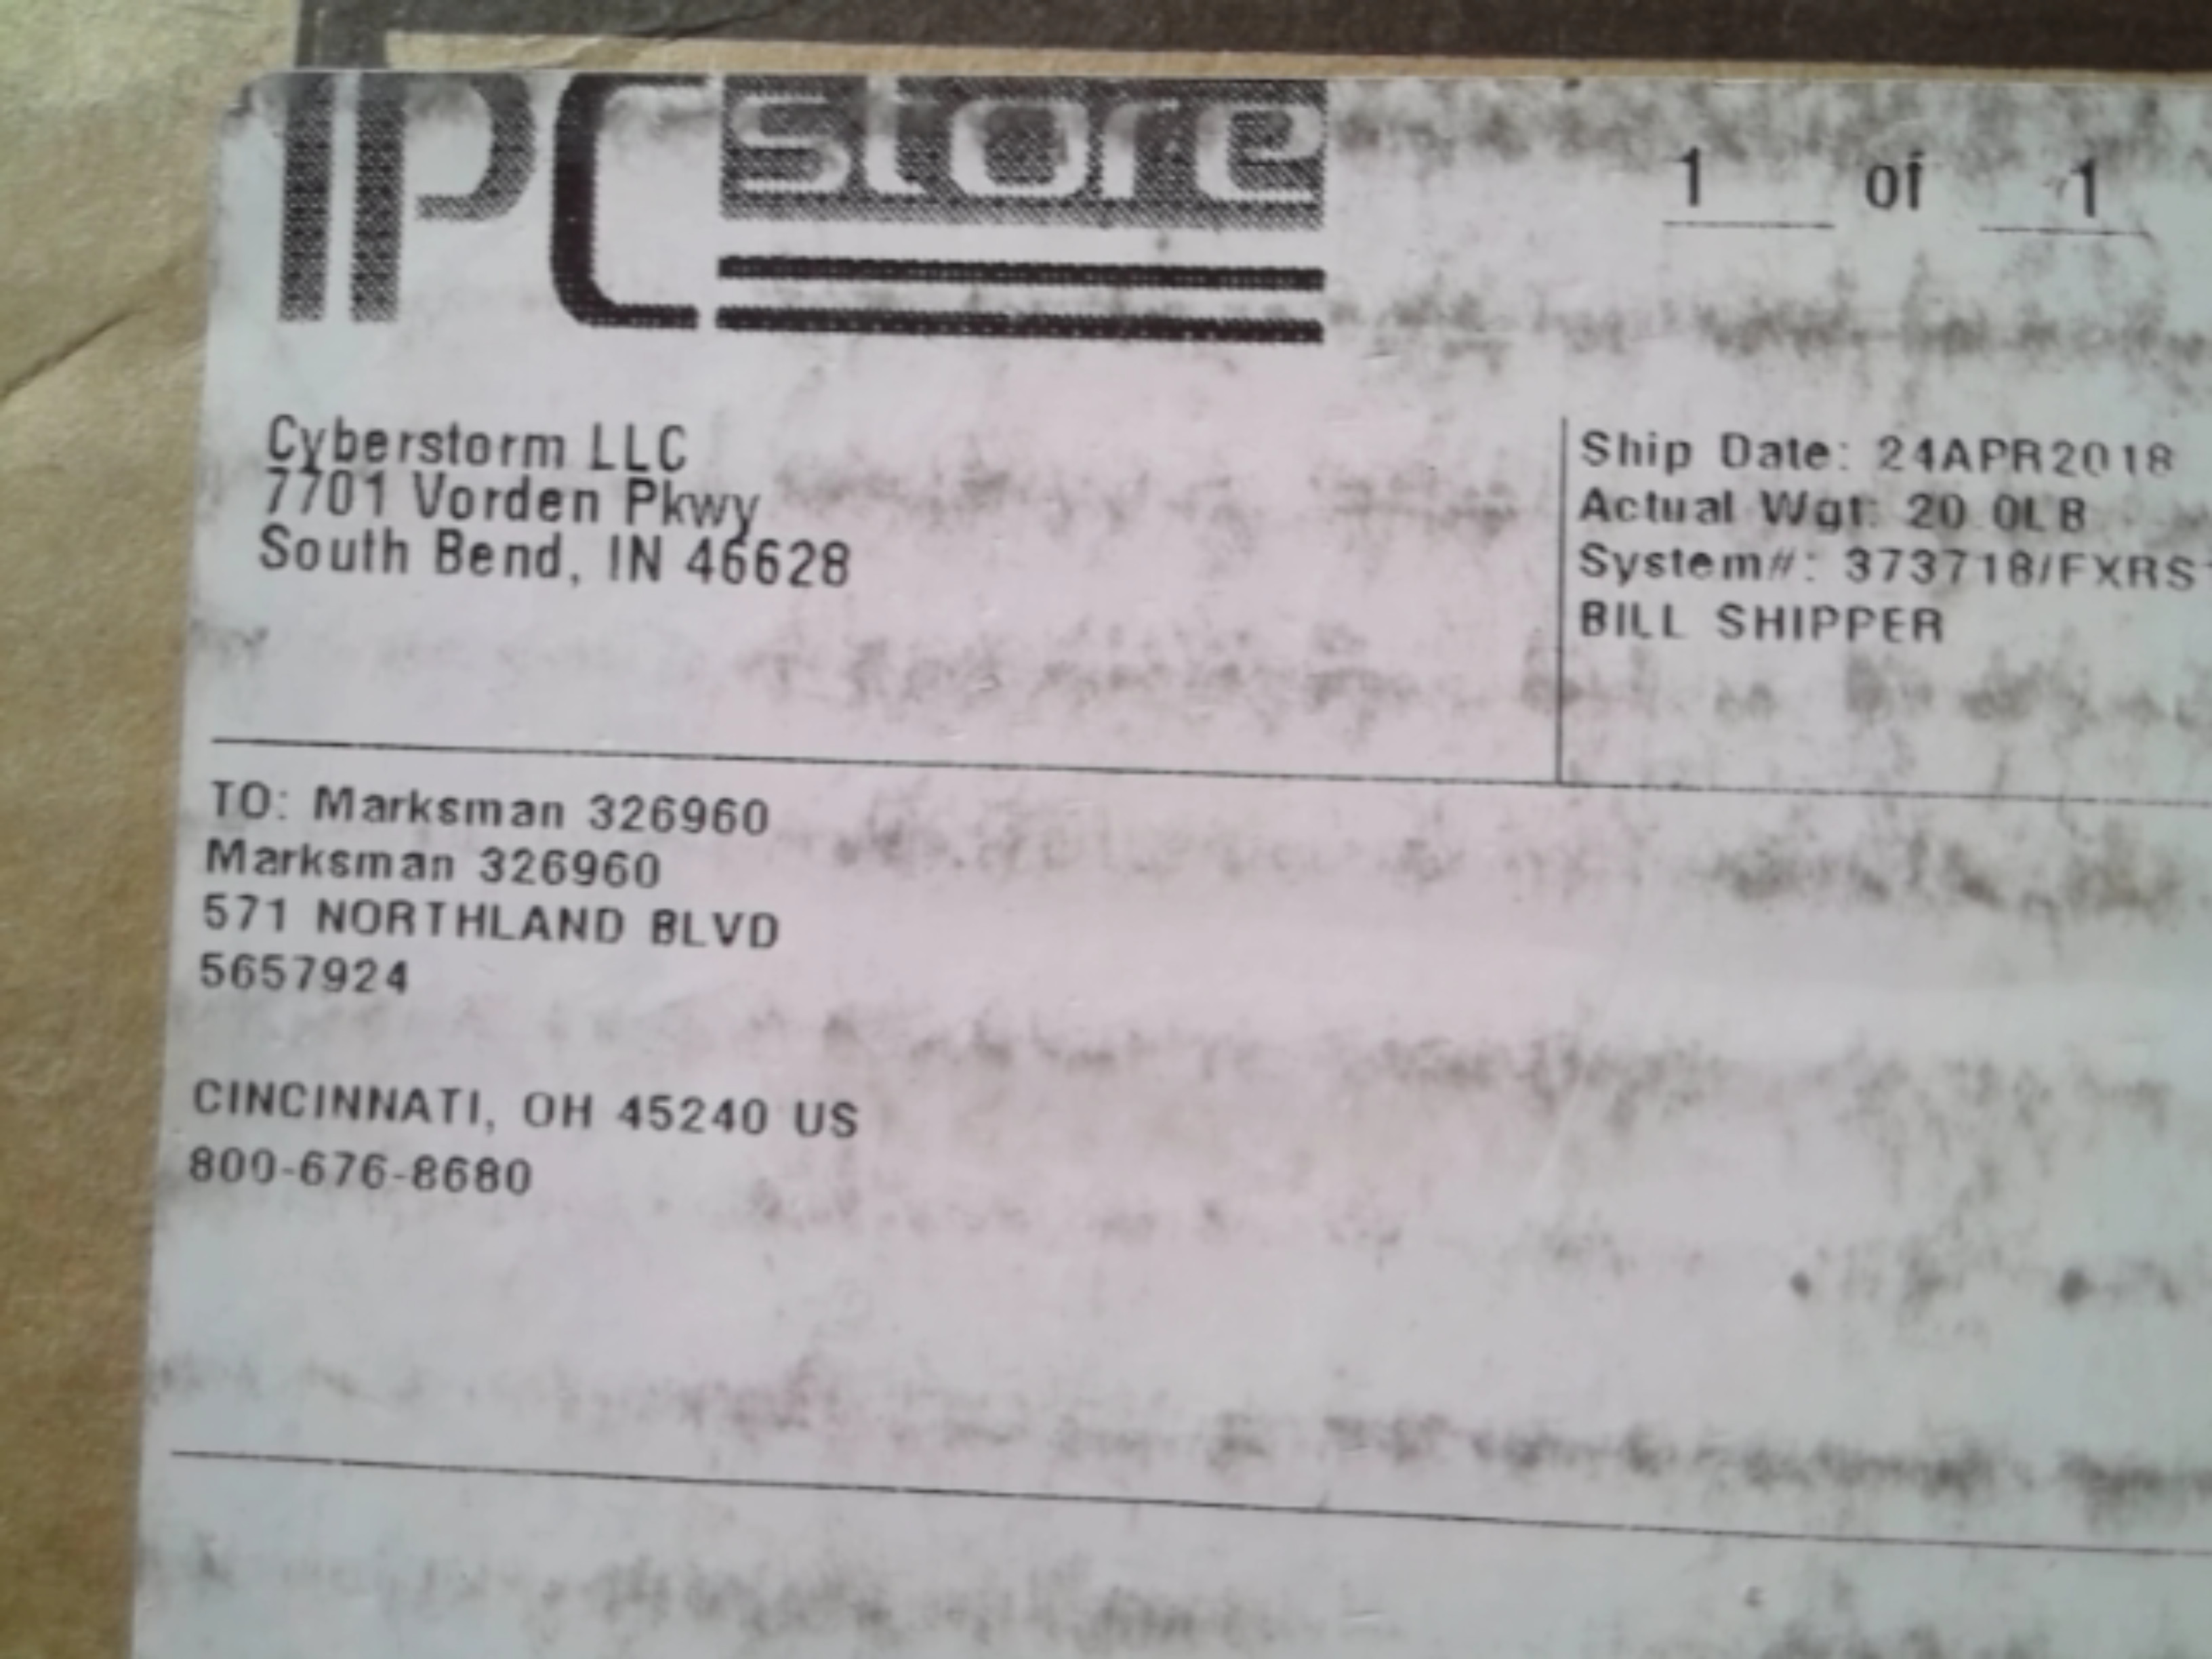 IPC store
1 of 1
Cyberstorm LLC
7701 Vorden Pkwy
South Bend, IN 46628
Ship Date: 24APR2018
Actual Wgt: 20.0LB
System#: 373718/FXRS
BILL SHIPPER
TO: Marksman 326960
Marksman 326960
571 NORTHLAND BLVD
5657924
CINCINNATI, OH 45240 US
800-676-8680